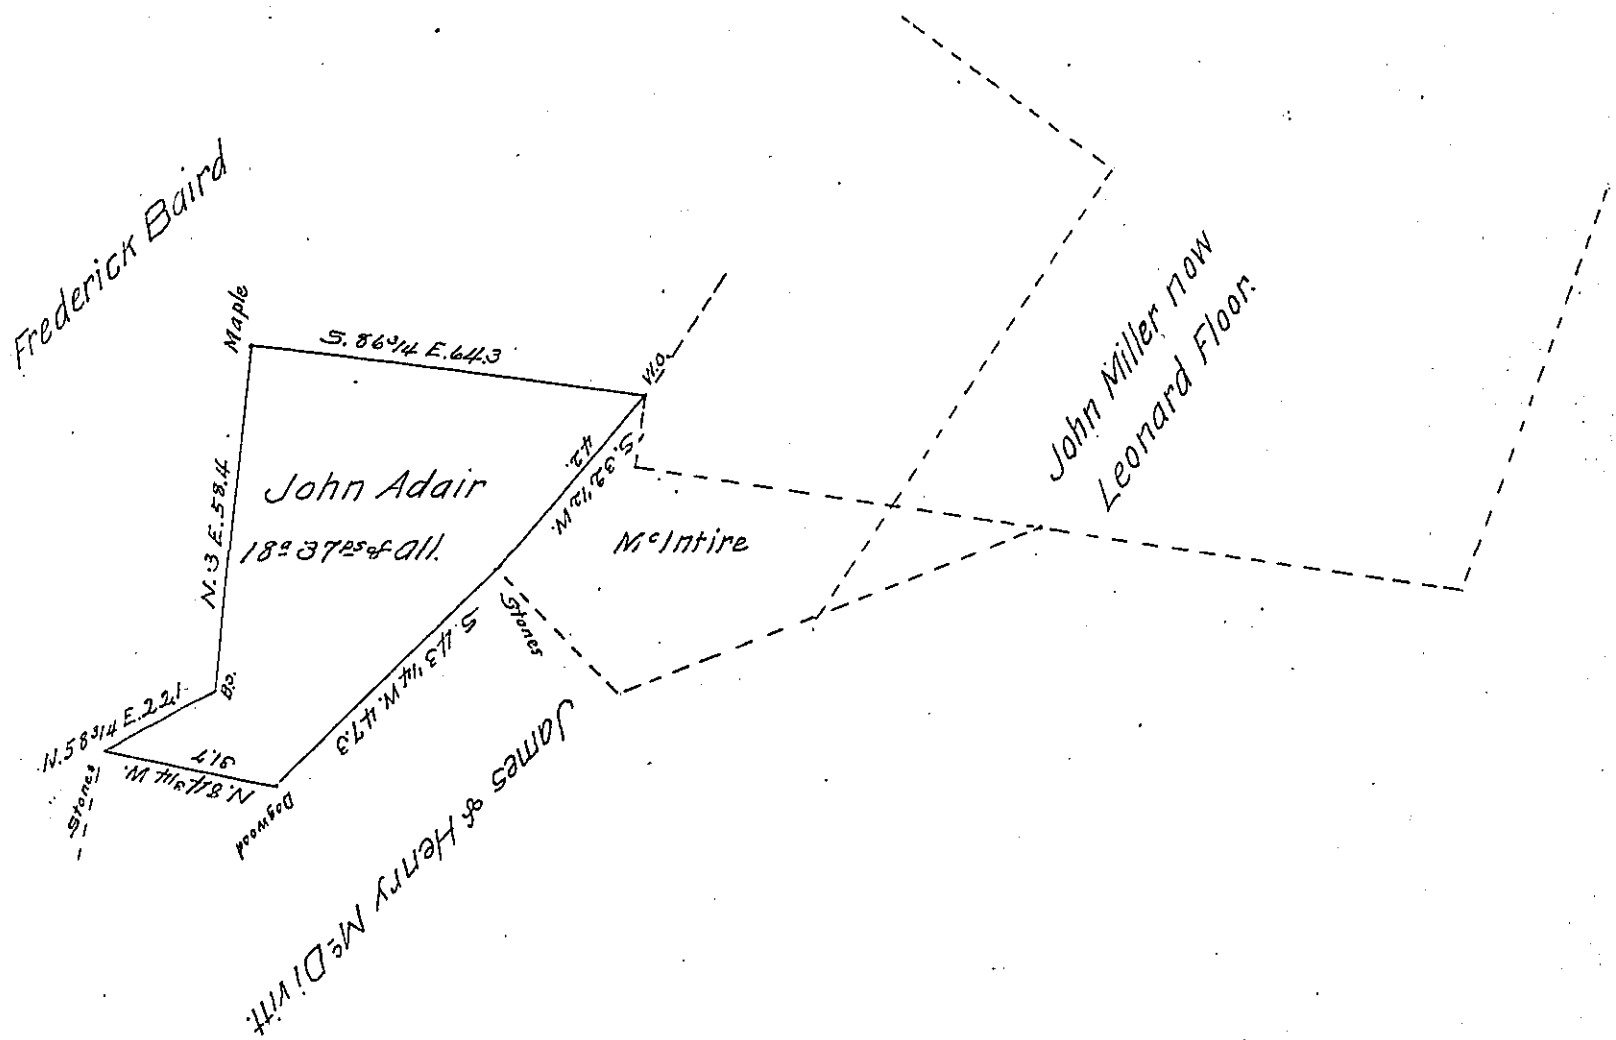 Frederick Baird
Maple
S. 86 3/4 E. 64.3
W.O.
John Miller now
Leonard Floor.
N. 3 E. 58.4
John Adair
18ª 37ps & all.
42.
S. 32 1/2 W.
McIntire
Stones
S. 43 1/4 W. 47.3
B.O.
N. 58 3/4 E. 22.1
Stones
31.7
N. 84 3/4 W.
Dogwood
James & Henry McDivitt.